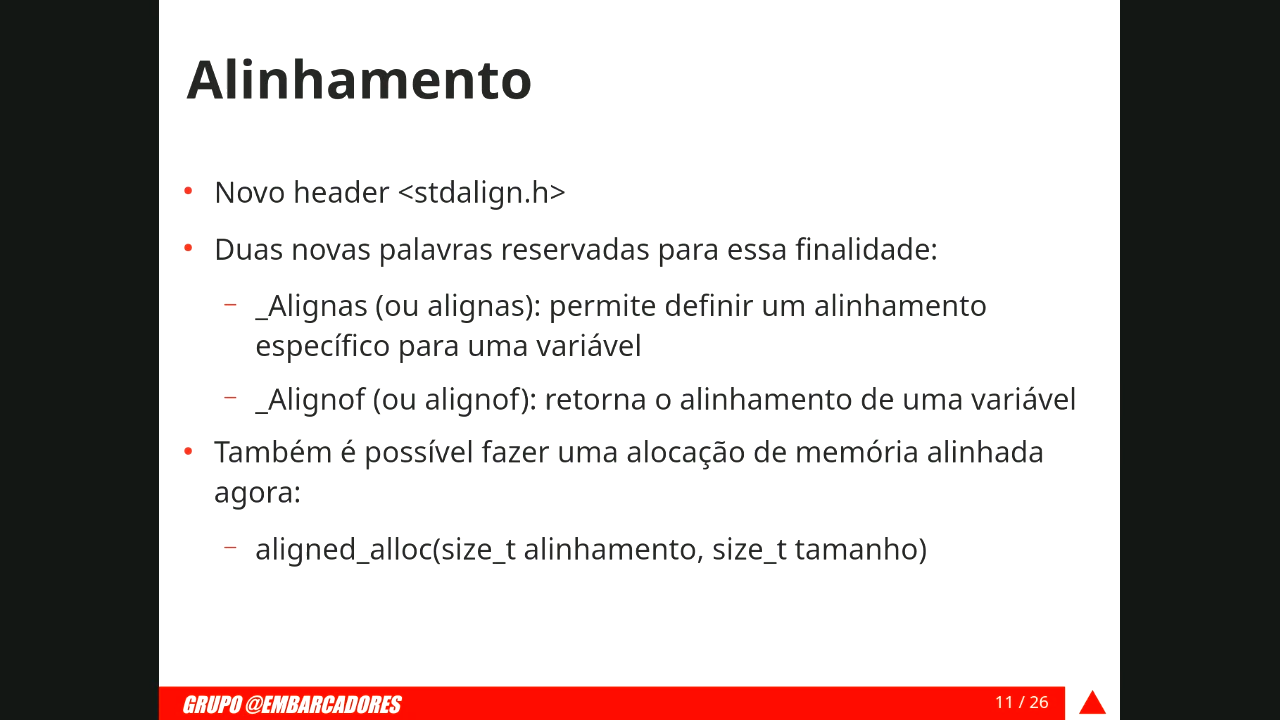 Alinhamento
Novo header <stdalign.h>
Duas novas palavras reservadas para essa finalidade:
_Alignas (ou alignas): permite definir um alinhamento
específico para uma variável
_Alignof (ou alignof): retorna o alinhamento de uma variável
Também é possível fazer uma alocação de memória alinhada
agora:
aligned_alloc(size_t alinhamento, size_t tamanho)
GRUPO @EMBARCADORES
11 / 26